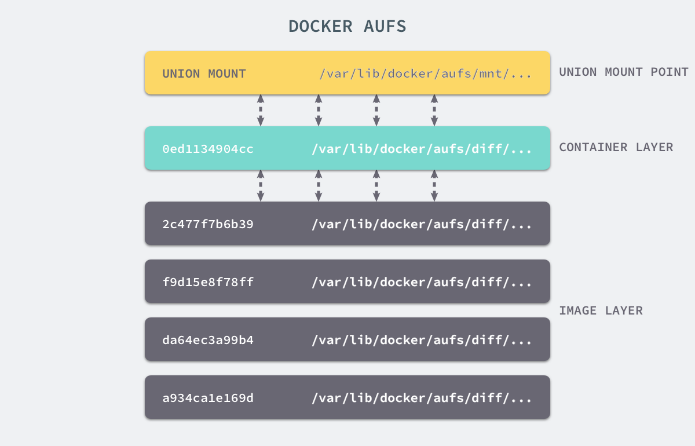 DOCKER AUFS
UNION MOUNT /var/lib/docker/aufs/mnt/... UNION MOUNT POINT
0ed1134904cc /var/lib/docker/aufs/diff/... CONTAINER LAYER
2c477f7b6b39 /var/lib/docker/aufs/diff/...
f9d15e8f78ff /var/lib/docker/aufs/diff/...
IMAGE LAYER
da64ec3a99b4 /var/lib/docker/aufs/diff/...
a934ca1e169d /var/lib/docker/aufs/diff/...